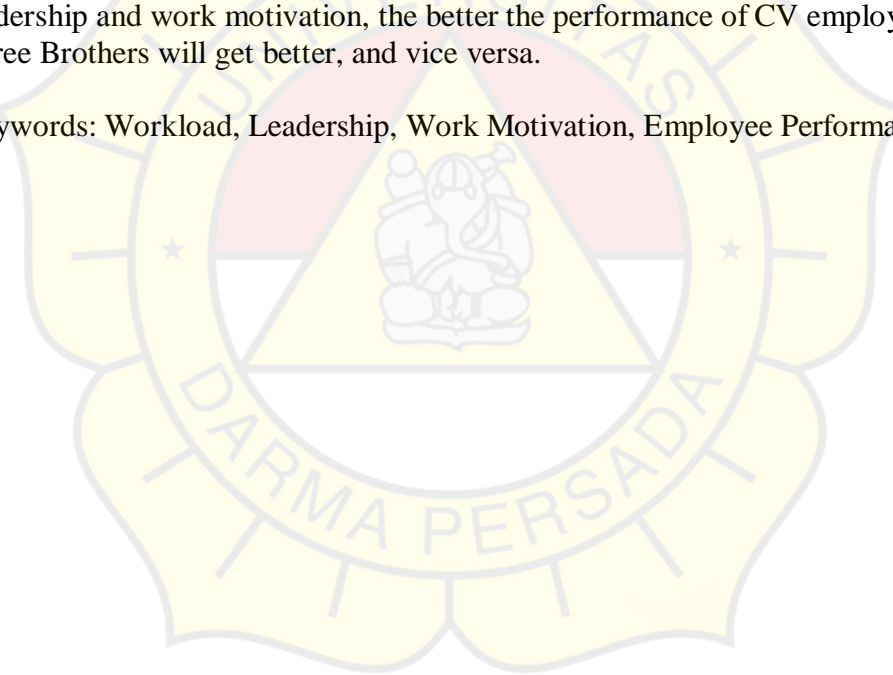 dership and work motivation, the better the performance of CV employ
ree Brothers will get better, and vice versa.
ywords: Workload, Leadership, Work Motivation, Employee Performa
DARMA PERSADA